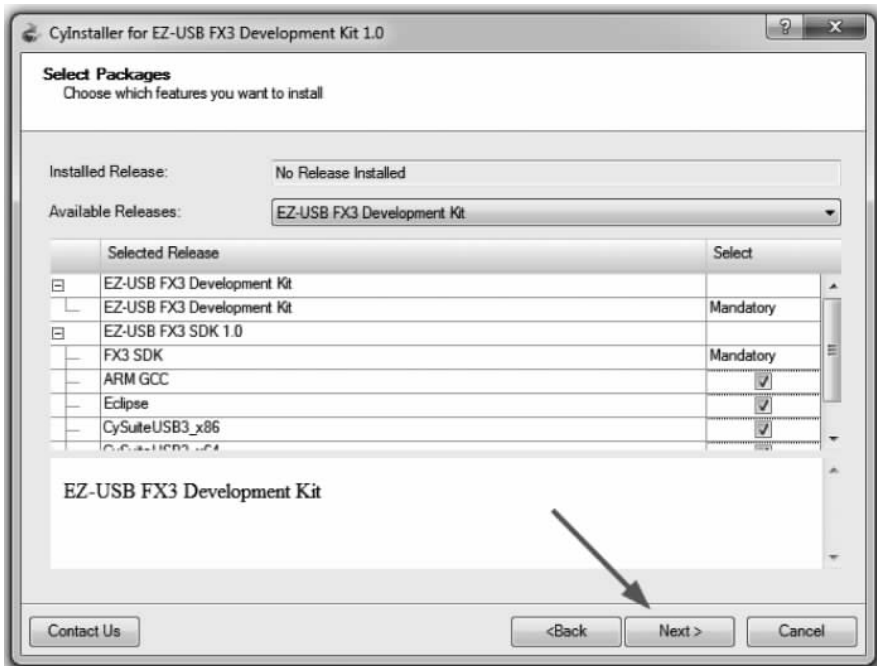 CyInstaller for EZ-USB FX3 Development Kit 1.0
Select Packages
Choose which features you want to install
Installed Release: No Release Installed
Available Releases: EZ-USB FX3 Development Kit
Selected Release Select
EZ-USB FX3 Development Kit
EZ-USB FX3 Development Kit Mandatory
EZ-USB FX3 SDK 1.0
FX3 SDK Mandatory
ARM GCC
Eclipse
CySuiteUSB3_x86
EZ-USB FX3 Development Kit
Contact Us <Back Next > Cancel